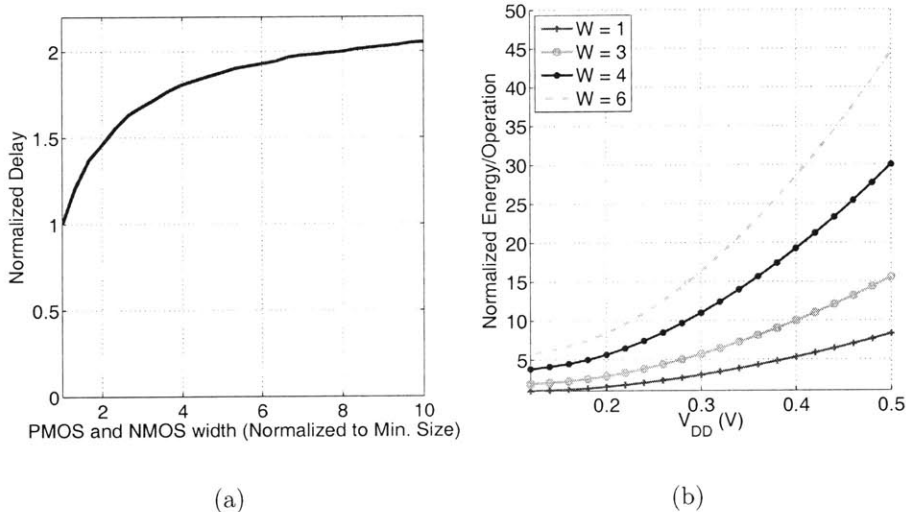 Normalized Delay
2
1.5
1
0.5
0
2
4
6
8
10
PMOS and NMOS width (Normalized to Min. Size)
(a)
Normalized Energy/Operation
50
45
40
35
30
25
20
15
10
5
W = 1
W = 3
W = 4
W = 6
0.2
0.3
0.4
0.5
V_DD (V)
(b)